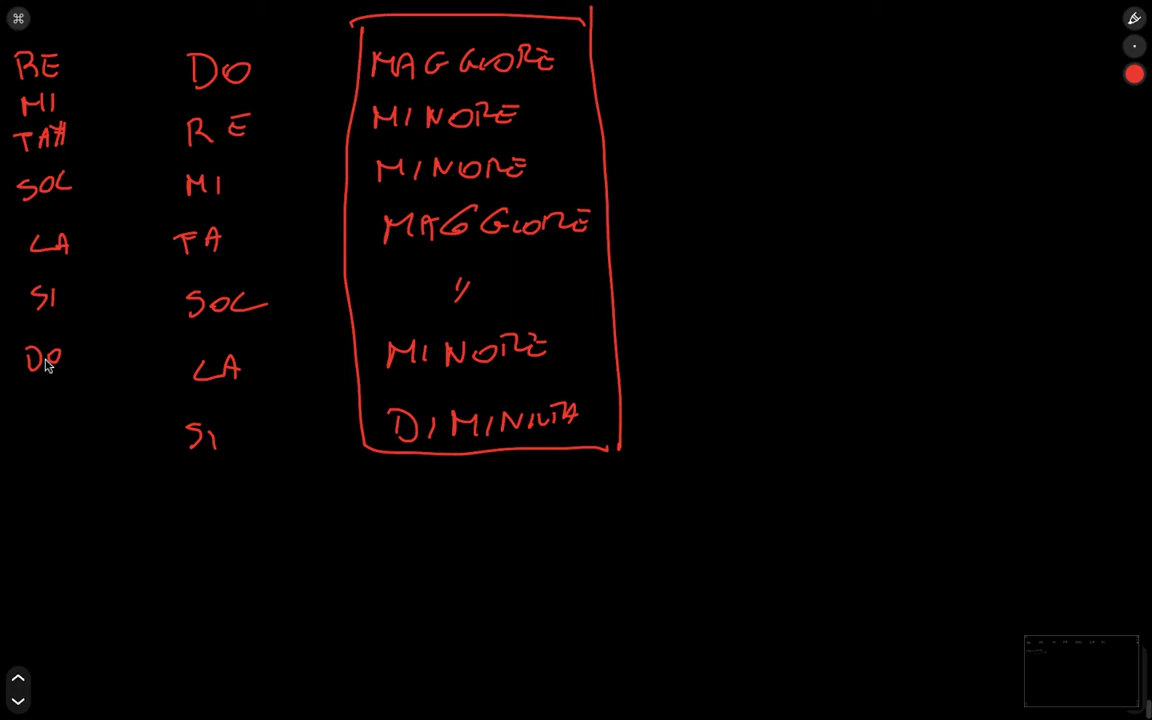 RE
MI
FA#
SOL
LA
SI
DO
DO MAGGIORE
RE MINORE
MI MINORE
FA MAGGIORE
SOL "
LA MINORE
SI DIMINUITA